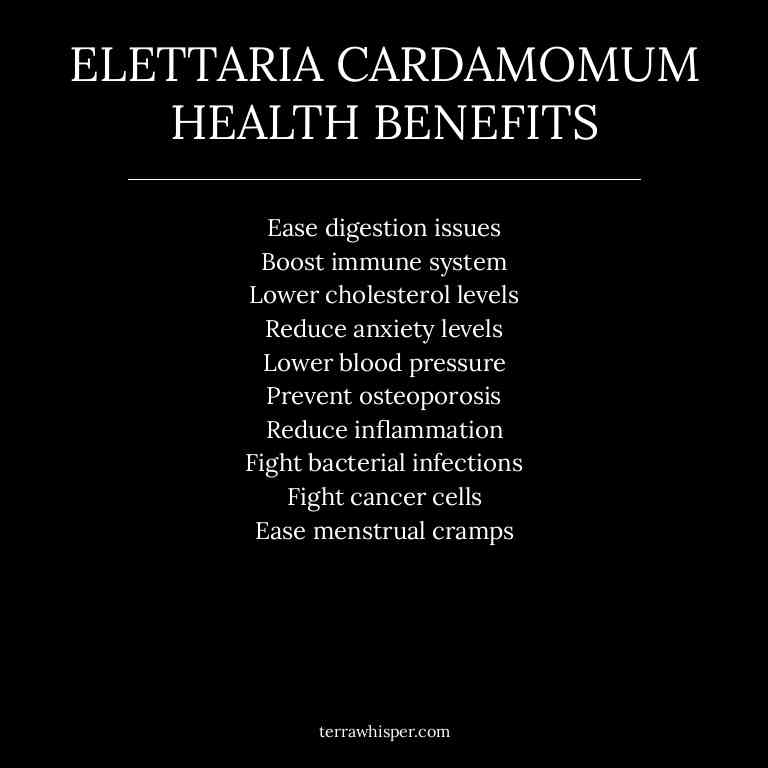 ELETTARIA CARDAMOMUM
HEALTH BENEFITS
Ease digestion issues
Boost immune system
Lower cholesterol levels
Reduce anxiety levels
Lower blood pressure
Prevent osteoporosis
Reduce inflammation
Fight bacterial infections
Fight cancer cells
Ease menstrual cramps
terrawhisper.com